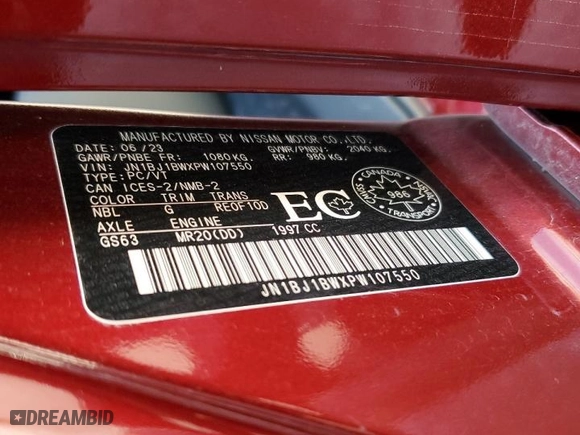 MANUFACTURED BY NISSAN MOTOR CO.,LTD.
DATE: 06/23 GVWR/PNBV: 2040 KG.
GAWR/PNBE FR: 1080 KG. RR: 980 KG.
VIN: JN1BJ1BWXPW107550
TYPE: PC/VT
CAN ICES-2/NMB-2
COLOR TRIM TRANS
NBL G RE0F10D
AXLE ENGINE
GS63 MR20(DD) 1997 CC
EC
CANADA
986
TRANSPORT
JN1BJ1BWXPW107550
DREAMBID